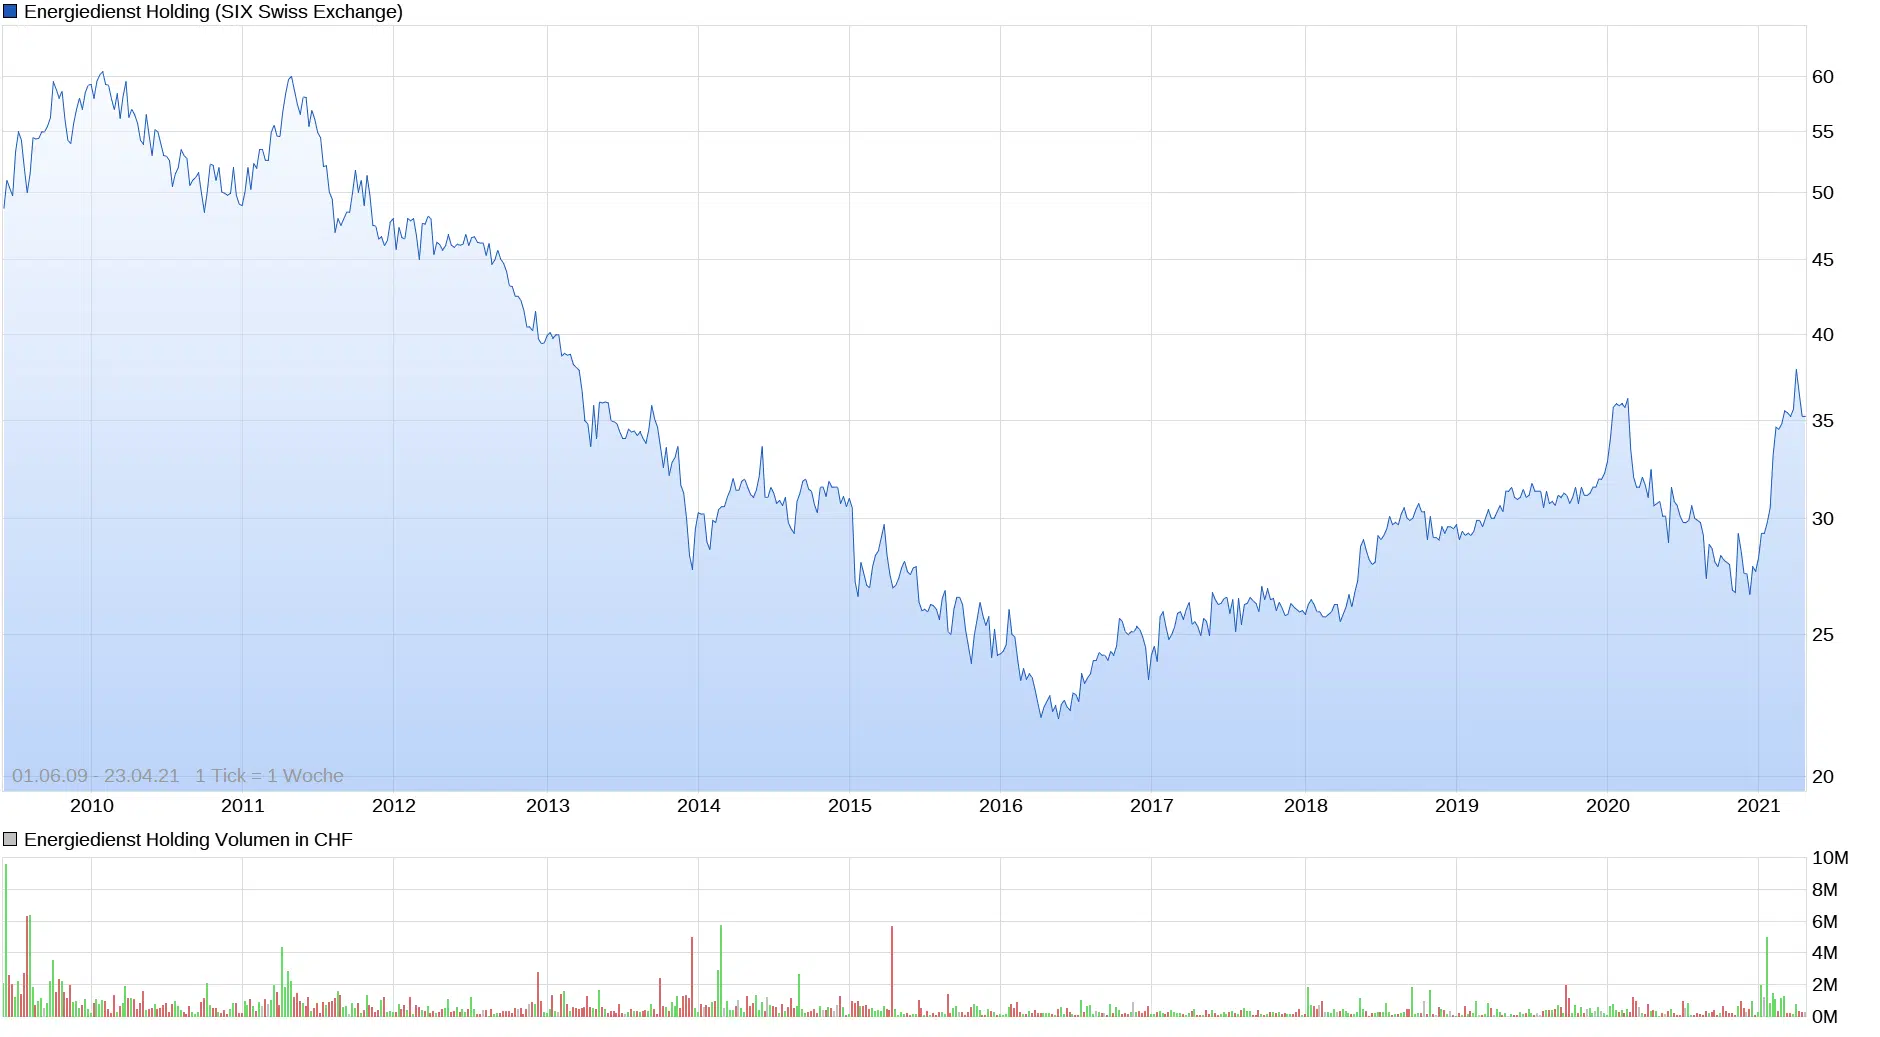 Energiedienst Holding (SIX Swiss Exchange)
60
55
50
45
40
35
30
25
20
01.06.09 - 23.04.21 1 Tick = 1 Woche
2010 2011 2012 2013 2014 2015 2016 2017 2018 2019 2020 2021
Energiedienst Holding Volumen in CHF
10M
8M
6M
4M
2M
0M